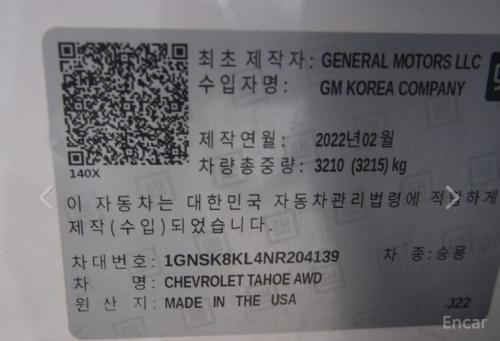 최초 제작자: GENERAL MOTORS LLC
수입자명: GM KOREA COMPANY
제작연월: 2022년02월
차량총중량: 3210 (3215) kg
140X
이 자동차는 대한민국 자동차관리법령에 적합하게
제작(수입)되었습니다.
차대번호: 1GNSK8KL4NR204139 차 종:승용
차 명: CHEVROLET TAHOE AWD
원 산 지: MADE IN THE USA
J22
Encar